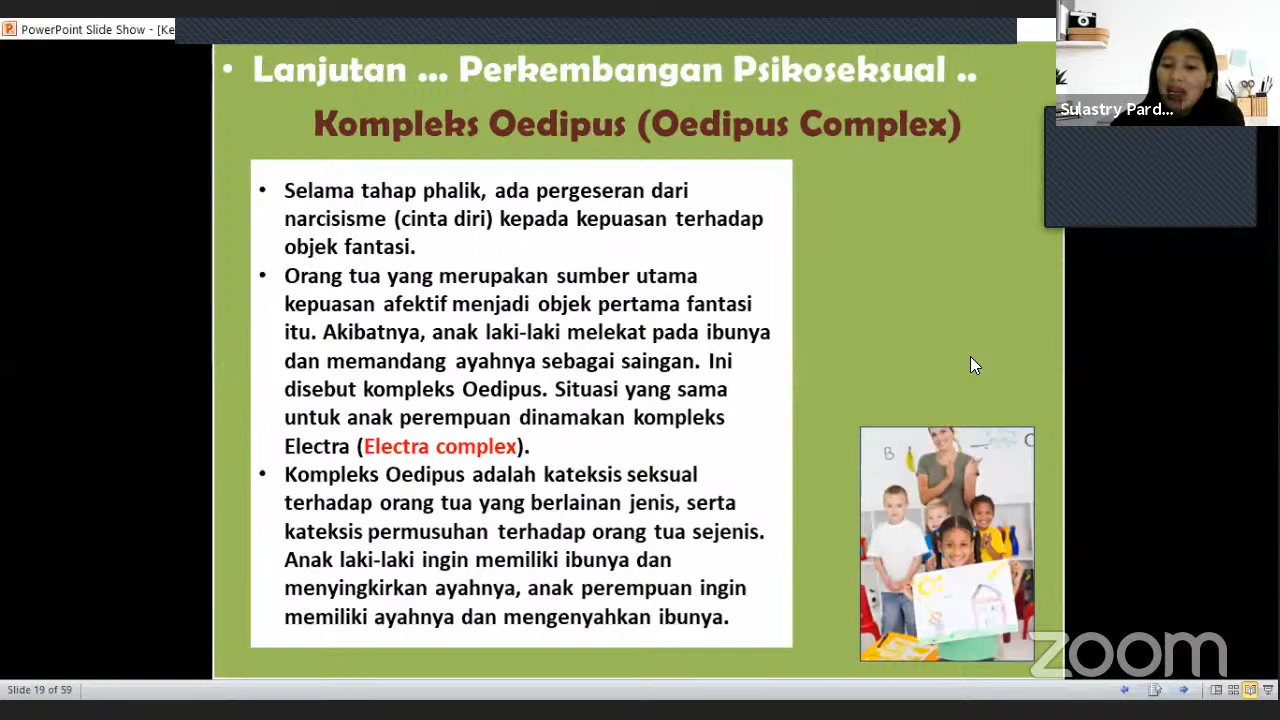 PowerPoint Slide Show - [Ke
• Lanjutan ... Perkembangan Psikoseksual ..
Kompleks Oedipus (Oedipus Complex)
Sulastry Pard...
• Selama tahap phalik, ada pergeseran dari
narcisisme (cinta diri) kepada kepuasan terhadap
objek fantasi.
• Orang tua yang merupakan sumber utama
kepuasan afektif menjadi objek pertama fantasi
itu. Akibatnya, anak laki-laki melekat pada ibunya
dan memandang ayahnya sebagai saingan. Ini
disebut kompleks Oedipus. Situasi yang sama
untuk anak perempuan dinamakan kompleks
Electra (Electra complex).
• Kompleks Oedipus adalah kateksis seksual
terhadap orang tua yang berlainan jenis, serta
kateksis permusuhan terhadap orang tua sejenis.
Anak laki-laki ingin memiliki ibunya dan
menyingkirkan ayahnya, anak perempuan ingin
memiliki ayahnya dan mengenyahkan ibunya.
B
C
zoom
Slide 19 of 59